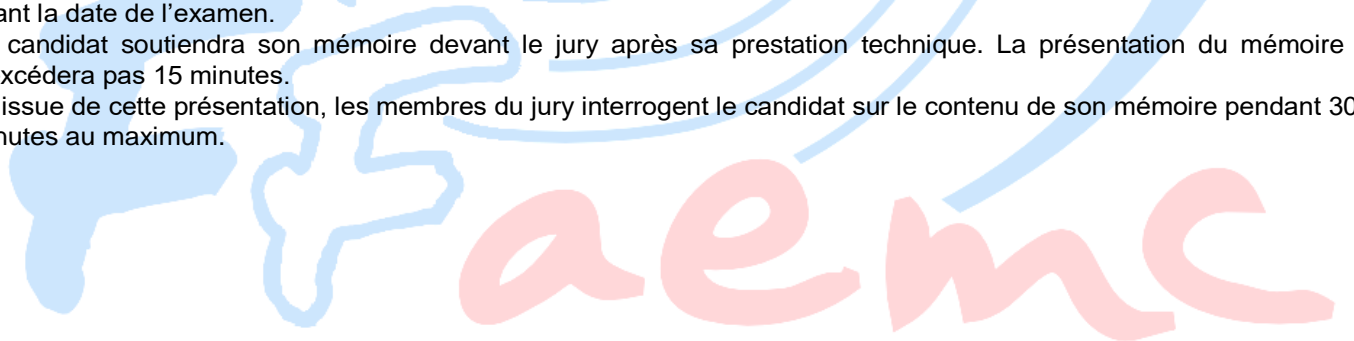 ant la date de l’examen.
candidat soutiendra son mémoire devant le jury après sa prestation technique. La présentation du mémoire
xcédera pas 15 minutes.
issue de cette présentation, les membres du jury interrogent le candidat sur le contenu de son mémoire pendant 30
nutes au maximum.
FFaemc